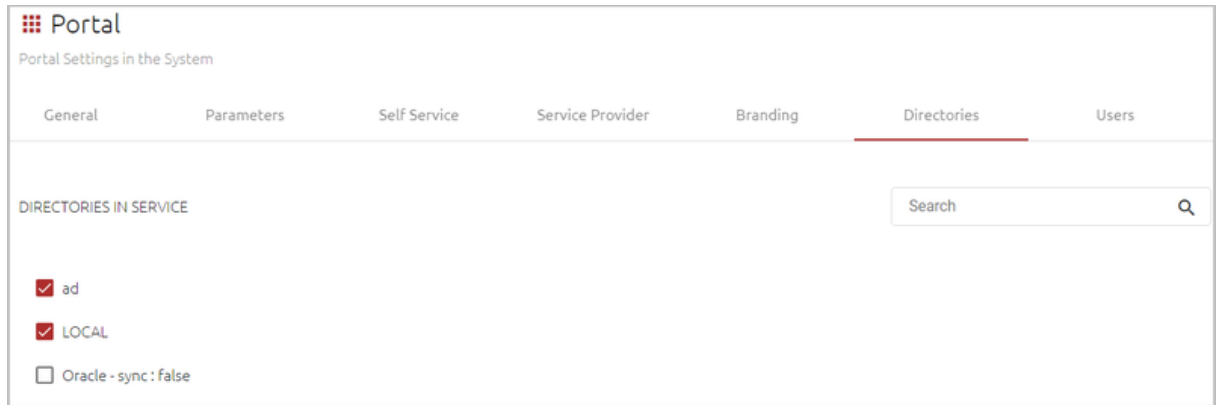 Portal
Portal Settings in the System
General Parameters Self Service Service Provider Branding Directories Users
DIRECTORIES IN SERVICE Search
ad
LOCAL
Oracle - sync : false